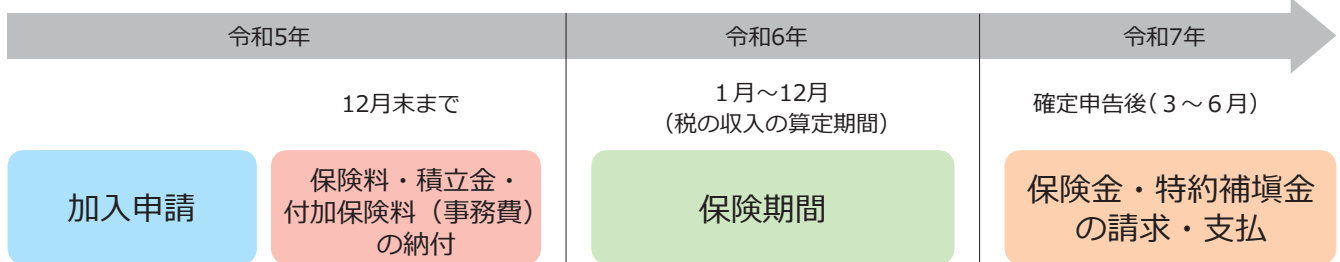 令和5年
令和6年
令和7年
12月末まで
１月～12月
（税の収入の算定期間）
確定申告後（３～６月）
加入申請
保険料・積立金・
付加保険料（事務費）
の納付
保険期間
保険金・特約補填金
の請求・支払